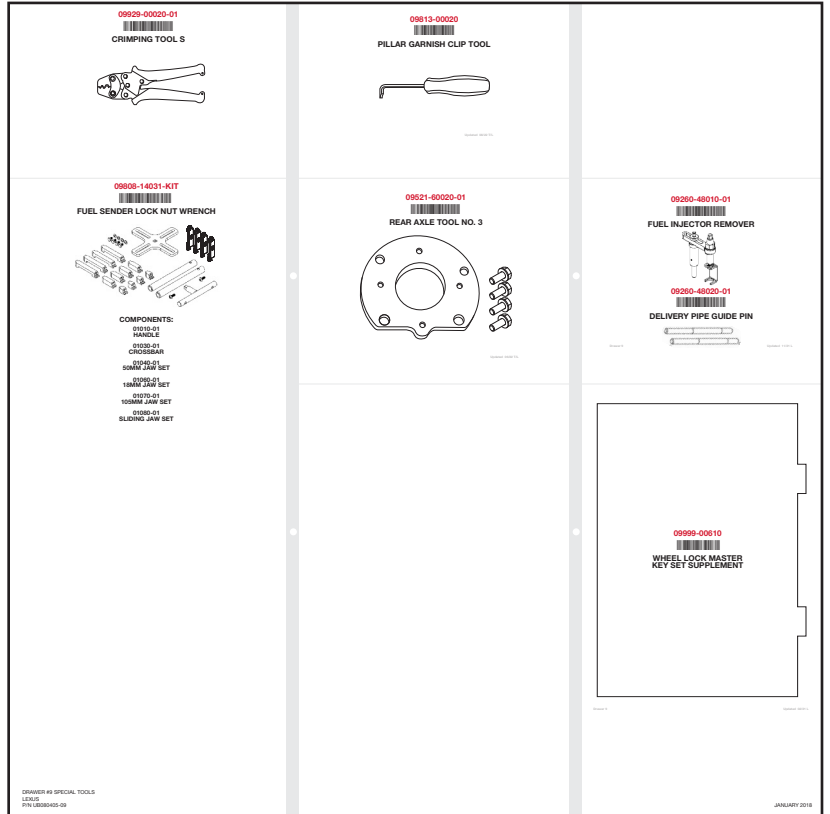 09929-00020-01
CRIMPING TOOL S
09813-00020
PILLAR GARNISH CLIP TOOL
09808-14031-KIT
FUEL SENDER LOCK NUT WRENCH
COMPONENTS:
01010-01
HANDLE
01030-01
CROSSBAR
01040-01
50MM JAW SET
01060-01
18MM JAW SET
01070-01
105MM JAW SET
01080-01
SLIDING JAW SET
09521-60020-01
REAR AXLE TOOL NO. 3
09260-48010-01
FUEL INJECTOR REMOVER
09260-48020-01
DELIVERY PIPE GUIDE PIN
09999-00610
WHEEL LOCK MASTER
KEY SET SUPPLEMENT
DRAWER #9 SPECIAL TOOLS
LEXUS
P/N UB080405-09
JANUARY 2018